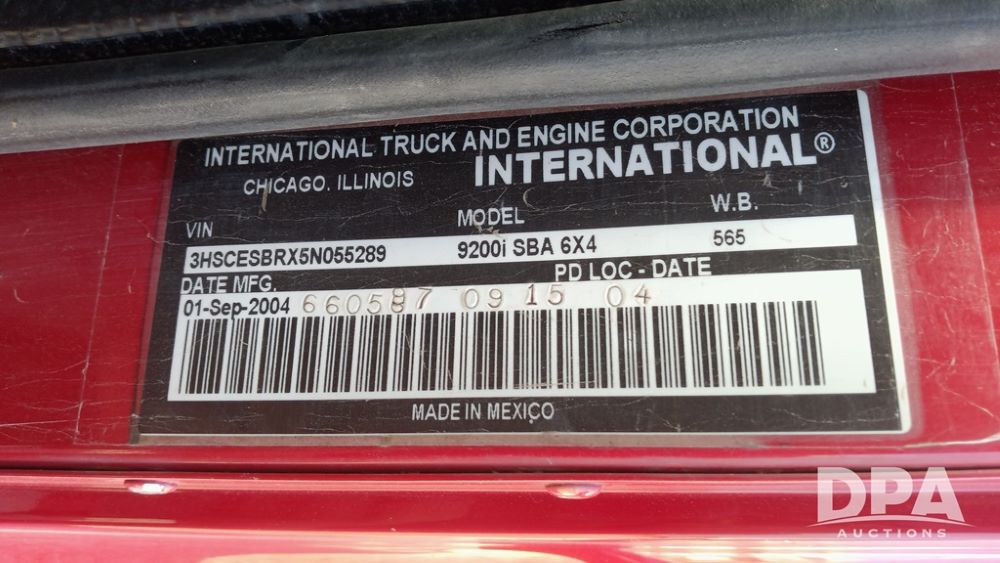 INTERNATIONAL TRUCK AND ENGINE CORPORATION
CHICAGO, ILLINOIS INTERNATIONAL®
VIN MODEL W.B.
3HSCESBRX5N055289 9200i SBA 6X4 565
DATE MFG. PD LOC - DATE
01-Sep-2004 660587 09 15 04
MADE IN MEXICO
DPA
AUCTIONS